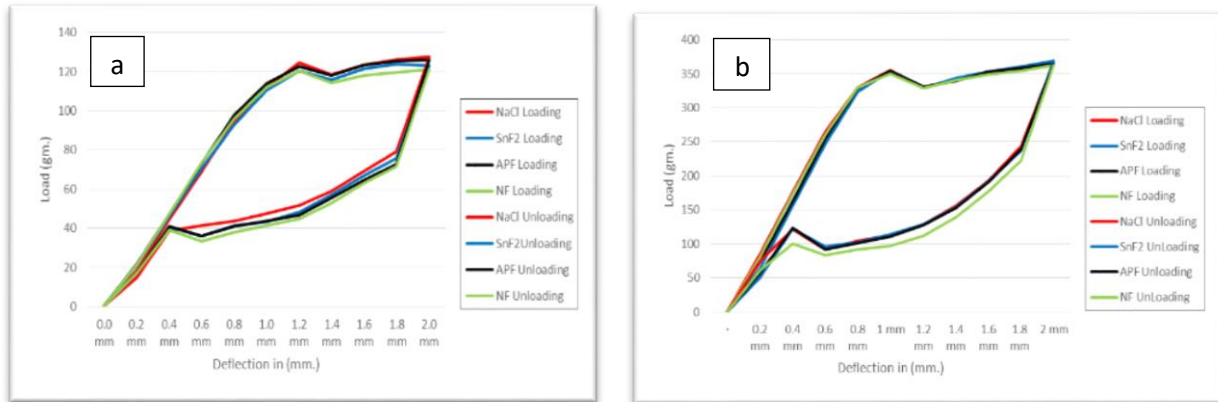 a
140
120
100
80
60
40
20
0
Load (gm.)
0.0 0.2 0.4 0.6 0.8 1.0 1.2 1.4 1.6 1.8 2.0
mm mm mm mm mm mm mm mm mm mm mm
Deflection in (mm.)
NaCl Loading
SnF2 Loading
APF Loading
NF Loading
NaCl Unloading
SnF2Unloading
APF Unloading
NF Unloading
b
400
350
300
250
200
150
100
50
0
Load (gm.)
- 0.2 0.4 0.6 0.8 1 mm 1.2 1.4 1.6 1.8 2 mm
mm mm mm mm mm mm mm mm
Deflection in (mm.)
NaCl Loading
SnF2 Loading
APF Loading
NF Loading
NaCl Unloading
SnF2 UnLoading
APF Unloading
NF UnLoading